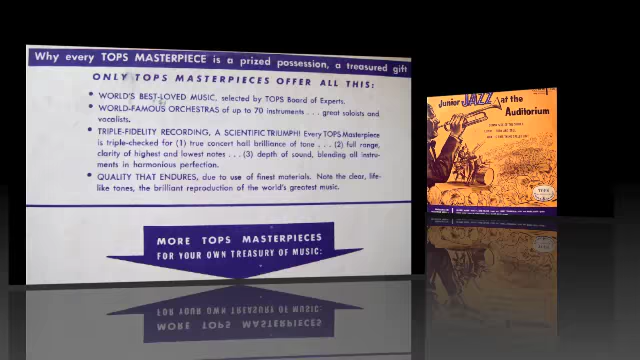 Why every TOPS MASTERPIECE is a prized possession, a treasured gift
ONLY TOPS MASTERPIECES OFFER ALL THIS:
• WORLD'S BEST-LOVED MUSIC, selected by TOPS Board of Experts.
• WORLD-FAMOUS ORCHESTRAS of up to 70 instruments . . . great soloists and
vocalists.
• TRIPLE-FIDELITY RECORDING, A SCIENTIFIC TRIUMPH! Every TOPS Masterpiece
is triple-checked for (1) true concert hall brilliance of tone . . . (2) full range,
clarity of highest and lowest notes . . . (3) depth of sound, blending all instru-
ments in harmonious perfection.
• QUALITY THAT ENDURES, due to use of finest materials. Note the clear, life-
like tones, the brilliant reproduction of the world's greatest music.
MORE TOPS MASTERPIECES
FOR YOUR OWN TREASURY OF MUSIC:
Junior JAZZ at the
Auditorium
TOPS